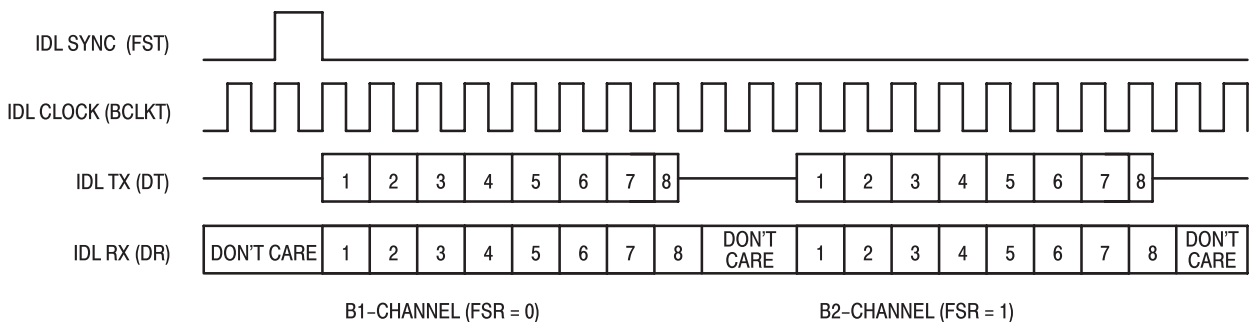 IDL SYNC (FST)
IDL CLOCK (BCLKT)
IDL TX (DT) 1 2 3 4 5 6 7 8 1 2 3 4 5 6 7 8
IDL RX (DR) DON'T CARE 1 2 3 4 5 6 7 8 DON'T CARE 1 2 3 4 5 6 7 8 DON'T CARE
B1–CHANNEL (FSR = 0) B2–CHANNEL (FSR = 1)